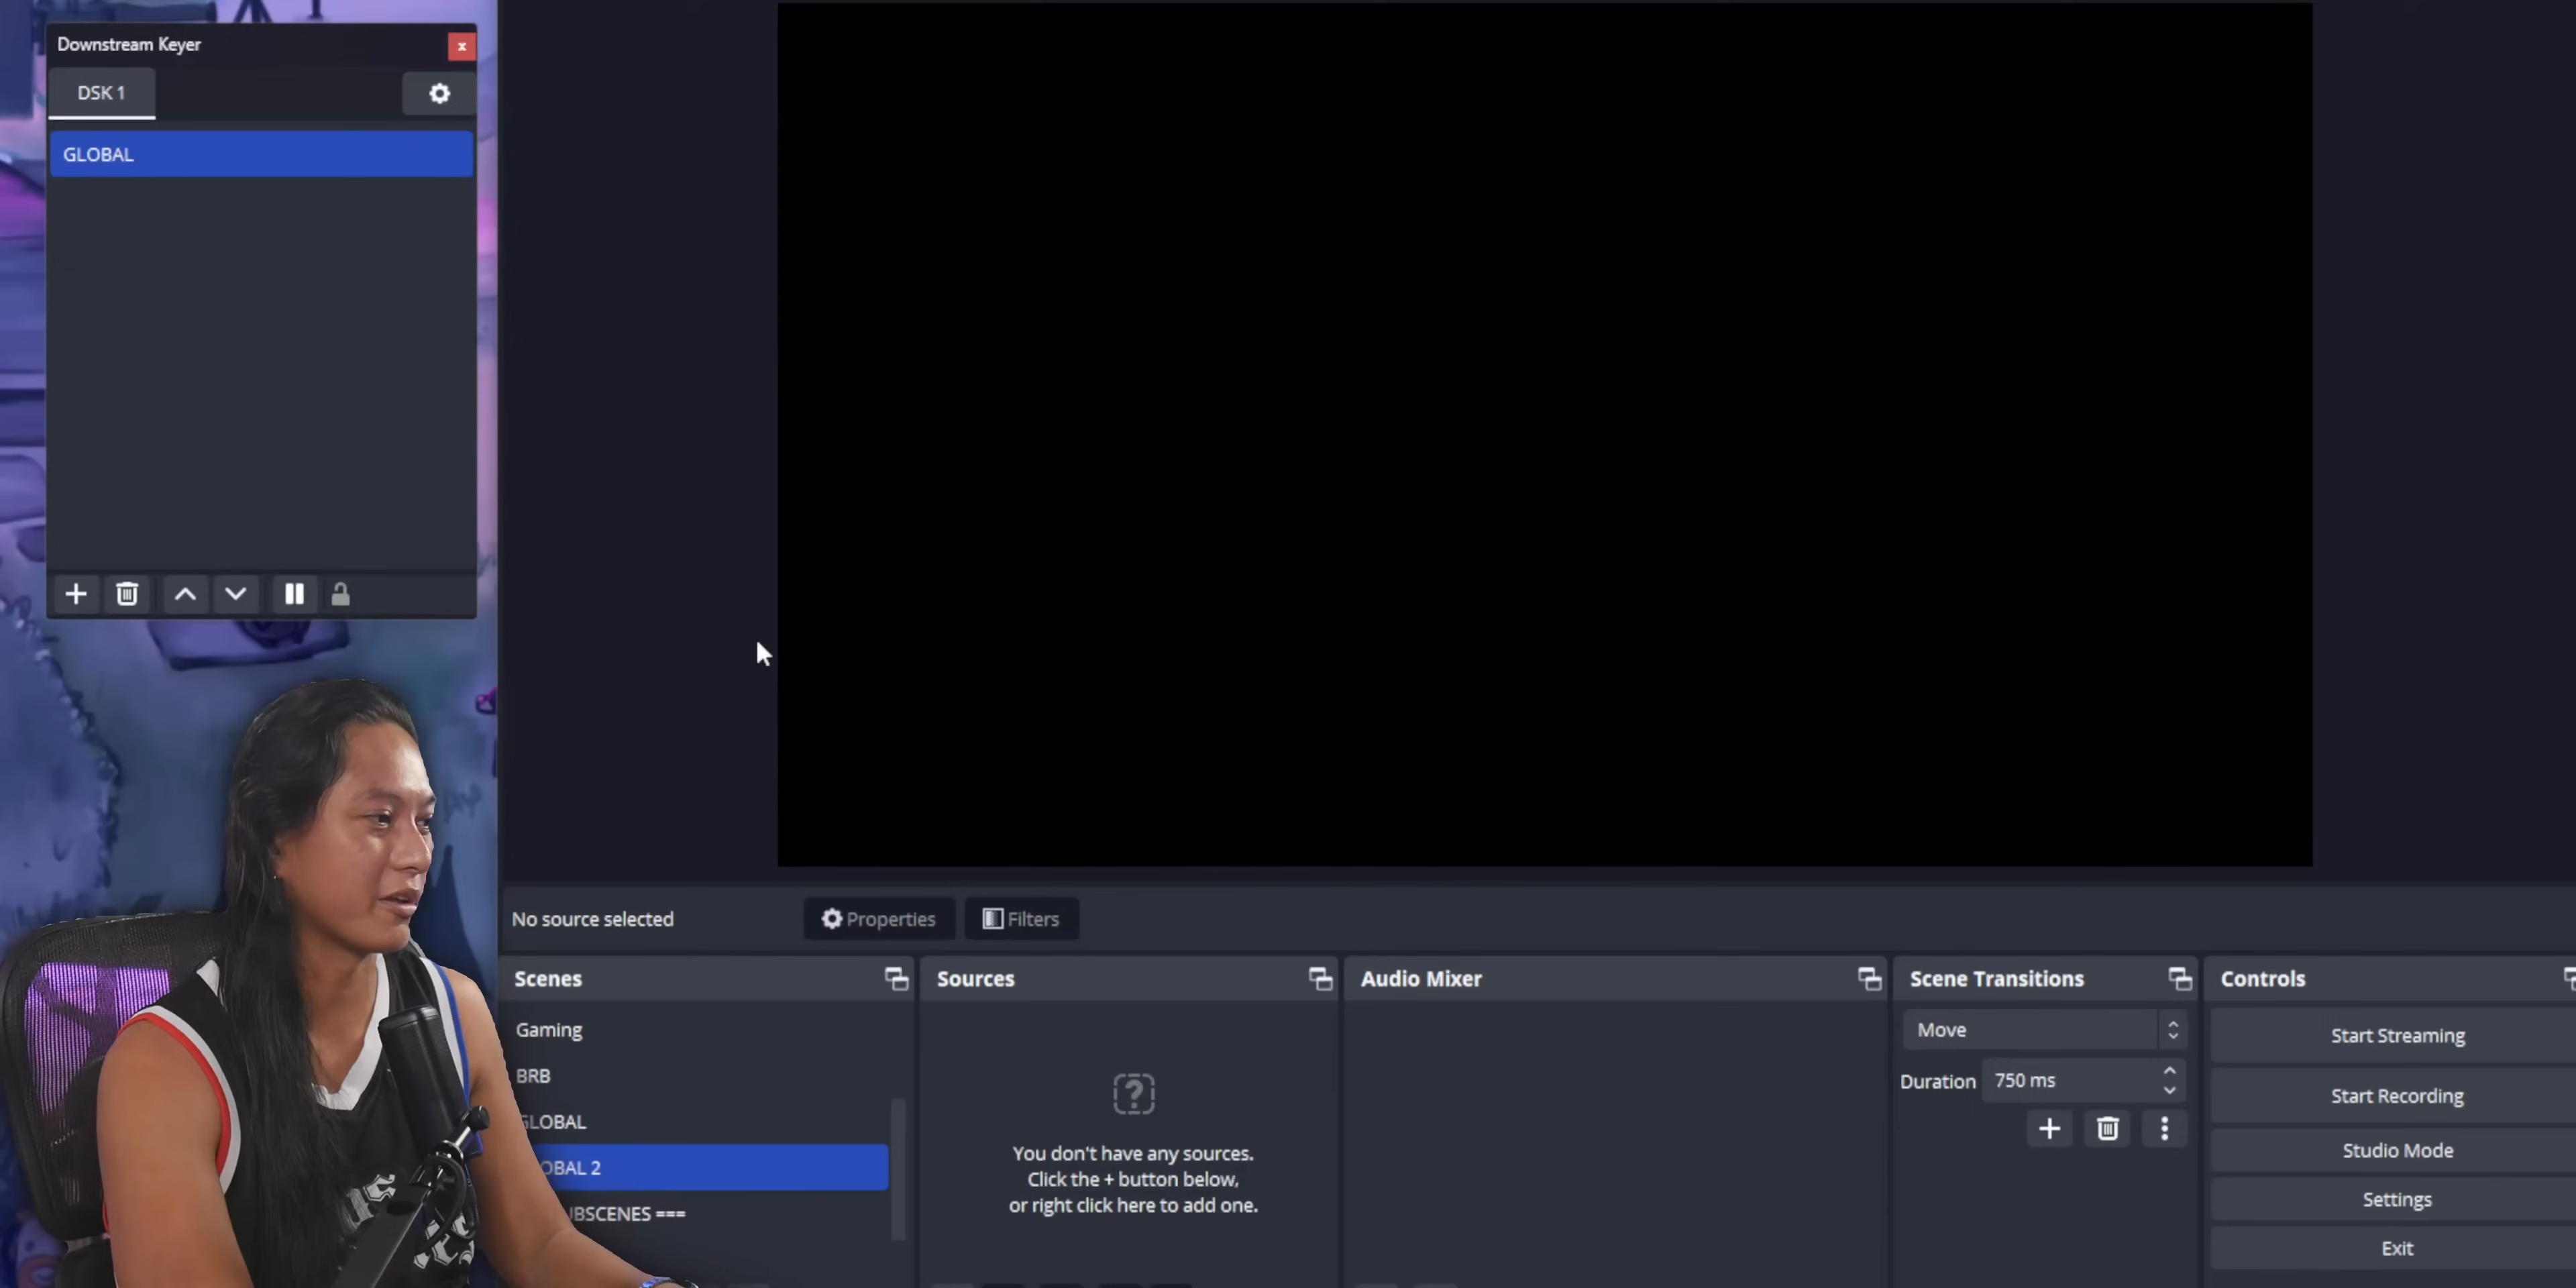 Downstream Keyer
DSK 1
GLOBAL
No source selected
Properties
Filters
Scenes
Gaming
BRB
GLOBAL
OBAL 2
BSCENES ===
Sources
You don't have any sources.
Click the + button below,
or right click here to add one.
Audio Mixer
Scene Transitions
Move
Duration
750 ms
Controls
Start Streaming
Start Recording
Studio Mode
Settings
Exit